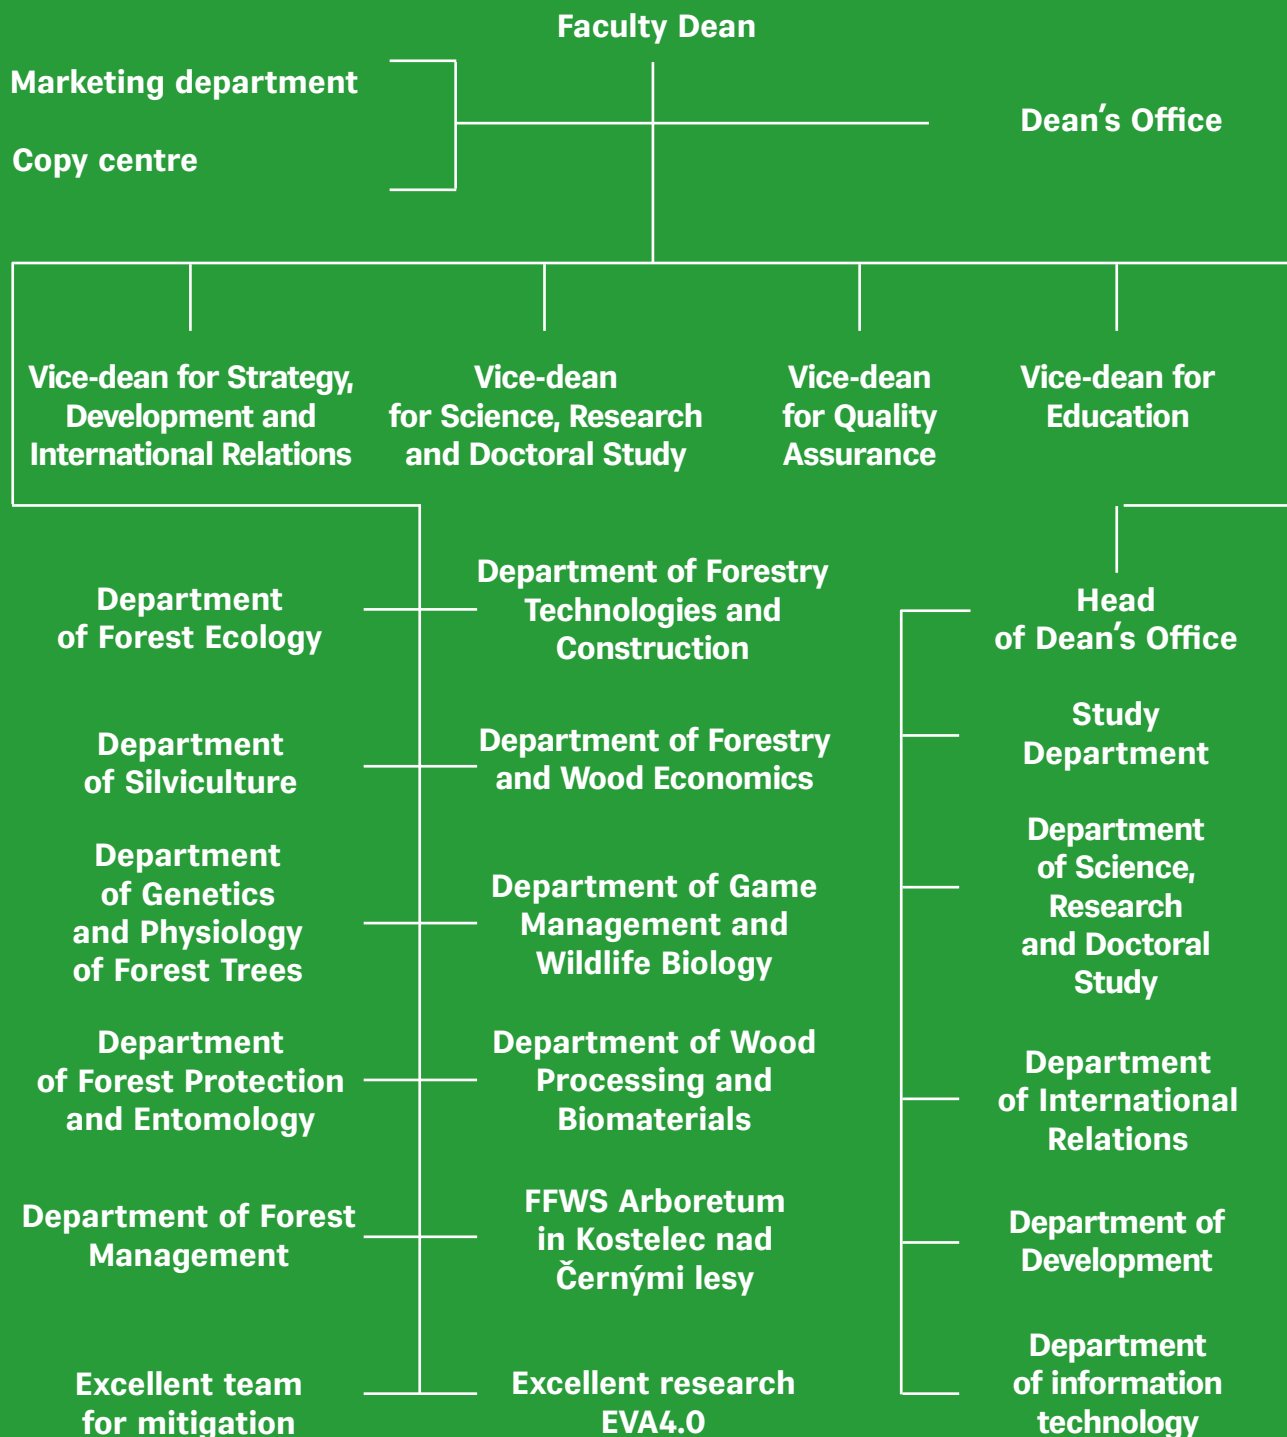 Faculty Dean
Marketing department
Copy centre
Dean's Office
Vice-dean for Strategy,
Development and
International Relations
Vice-dean
for Science, Research
and Doctoral Study
Vice-dean
for Quality
Assurance
Vice-dean for
Education
Department
of Forest Ecology
Department
of Silviculture
Department
of Genetics
and Physiology
of Forest Trees
Department
of Forest Protection
and Entomology
Department of Forest
Management
Excellent team
for mitigation
Department of Forestry
Technologies and
Construction
Department of Forestry
and Wood Economics
Department of Game
Management and
Wildlife Biology
Department of Wood
Processing and
Biomaterials
FFWS Arboretum
in Kostelec nad
Černými lesy
Excellent research
EVA4.0
Head
of Dean's Office
Study
Department
Department
of Science,
Research
and Doctoral
Study
Department
of International
Relations
Department of
Development
Department
of information
technology